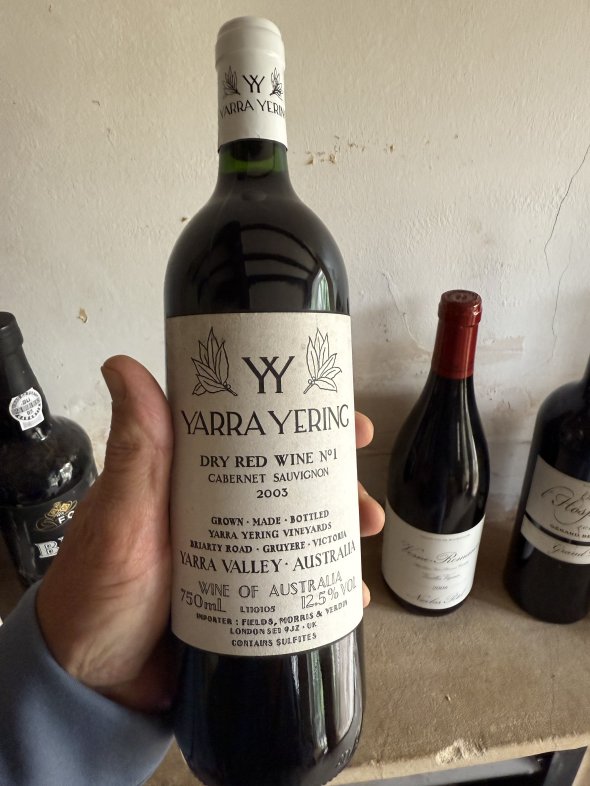 YY
YARRA YERING
YY
YARRA YERING
DRY RED WINE Nº1
CABERNET SAUVIGNON
2003
GROWN · MADE · BOTTLED
YARRA YERING VINEYARDS
BRIARTY ROAD · GRUYERE · VICTORIA
YARRA VALLEY · AUSTRALIA
WINE OF AUSTRALIA
750mL L110105 12.5% VOL
IMPORTER : FIELDS, MORRIS & VERDIN
LONDON SE1 9JZ · UK
CONTAINS SULFITES
Grand